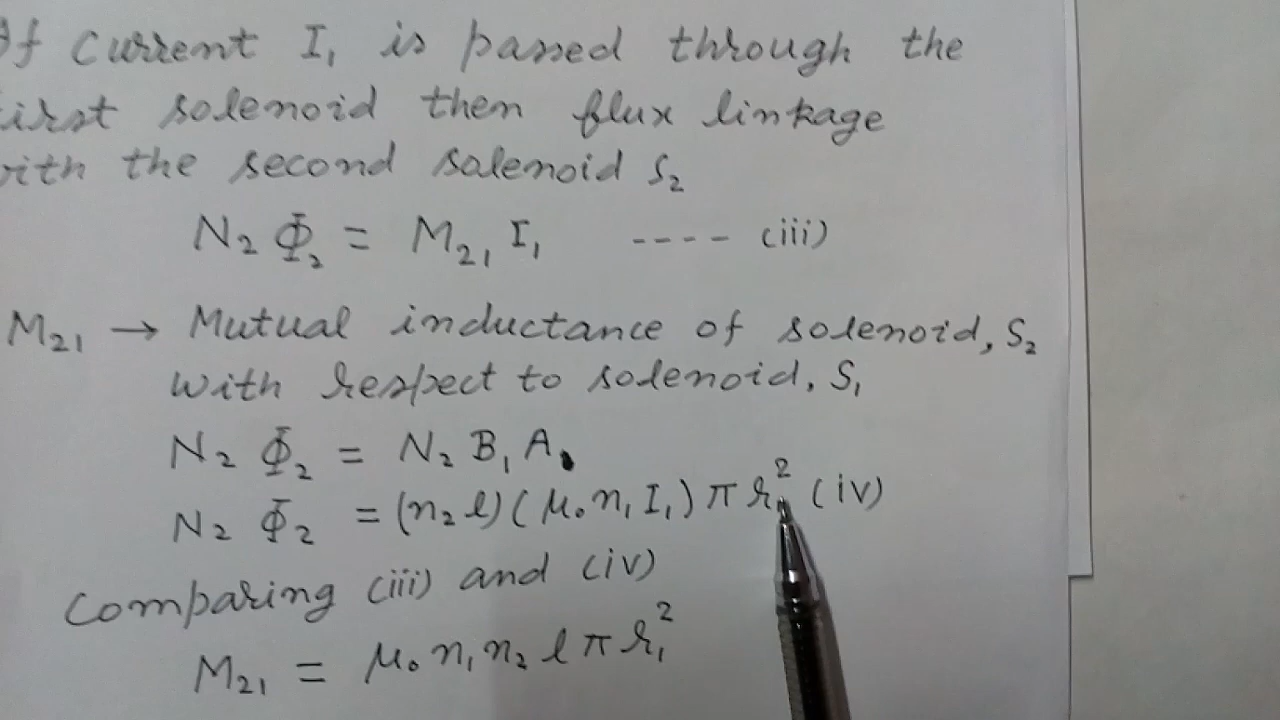 If current I₁ is passed through the
first solenoid then flux linkage
with the second solenoid S₂
N₂ Φ₂ = M₂₁ I₁ ---- (iii)
M₂₁ → Mutual inductance of solenoid, S₂
with respect to solenoid, S₁
N₂ Φ₂ = N₂ B₁ A
N₂ Φ₂ = (n₂ l) (μ₀ n₁ I₁) π r₁² (iv)
Comparing (iii) and (iv)
M₂₁ = μ₀ n₁ n₂ l π r₁²